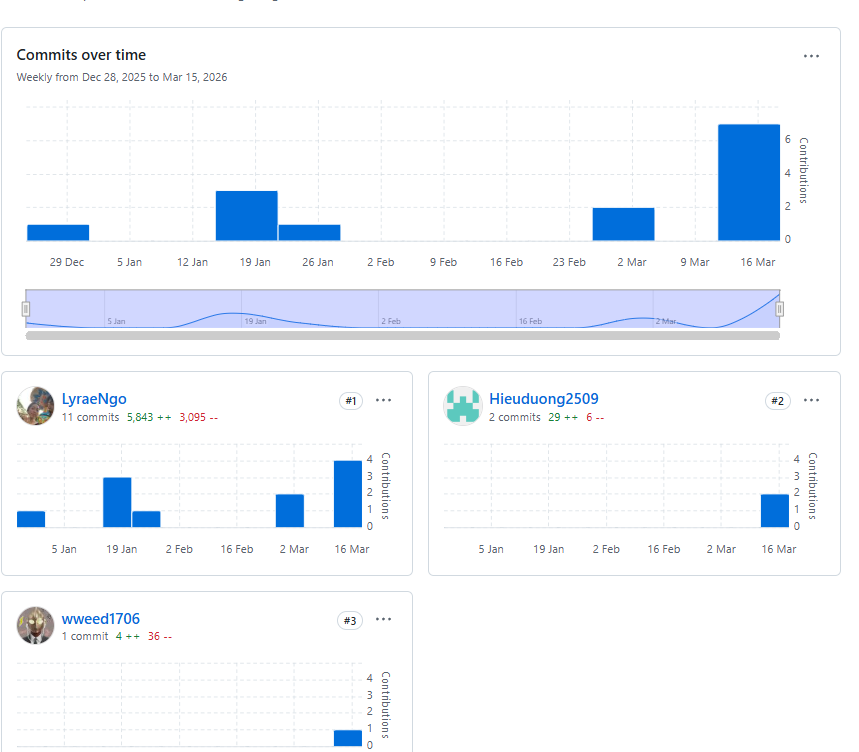 Commits over time
Weekly from Dec 28, 2025 to Mar 15, 2026
6
4
2
0
Contributions
29 Dec 5 Jan 12 Jan 19 Jan 26 Jan 2 Feb 9 Feb 16 Feb 23 Feb 2 Mar 9 Mar 16 Mar
5 Jan 19 Jan 2 Feb 16 Feb 2 Mar
LyraeNgo
#1
11 commits 5,843 ++ 3,095 --
4
3
2
1
0
Contributions
5 Jan 19 Jan 2 Feb 16 Feb 2 Mar 16 Mar
Hieuduong2509
#2
2 commits 29 ++ 6 --
4
3
2
1
0
Contributions
5 Jan 19 Jan 2 Feb 16 Feb 2 Mar 16 Mar
wweed1706
#3
1 commit 4 ++ 36 --
4
3
2
1
0
Contributions